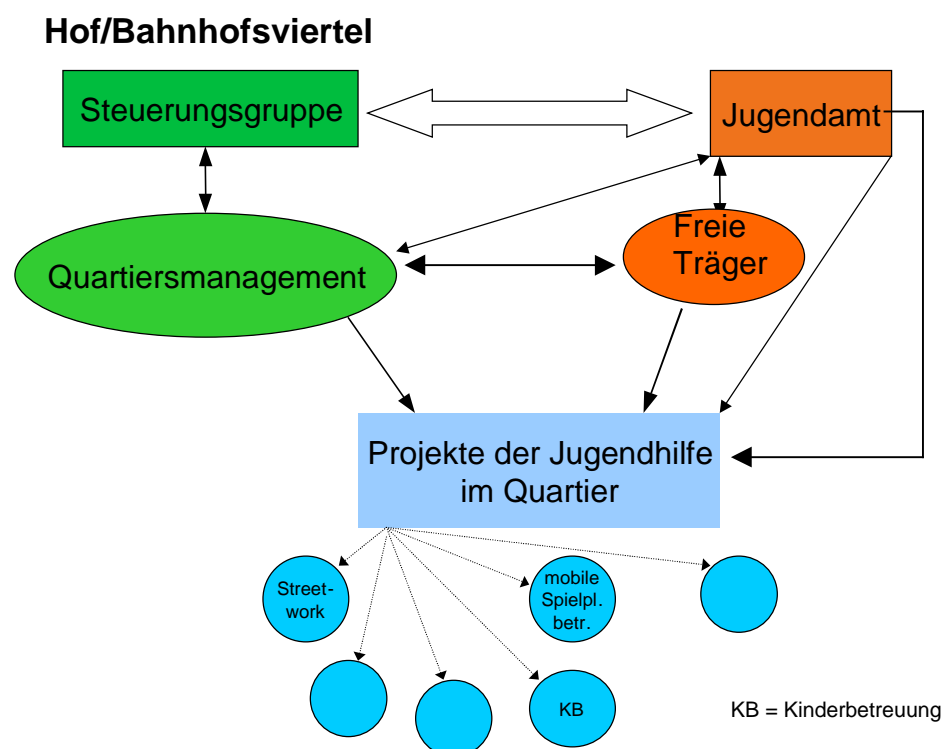 Hof/Bahnhofsviertel
Steuerungsgruppe
Jugendamt
Quartiersmanagement
Freie
Träger
Projekte der Jugendhilfe
im Quartier
Street-
work
mobile
Spielpl.
betr.
KB
KB = Kinderbetreuung